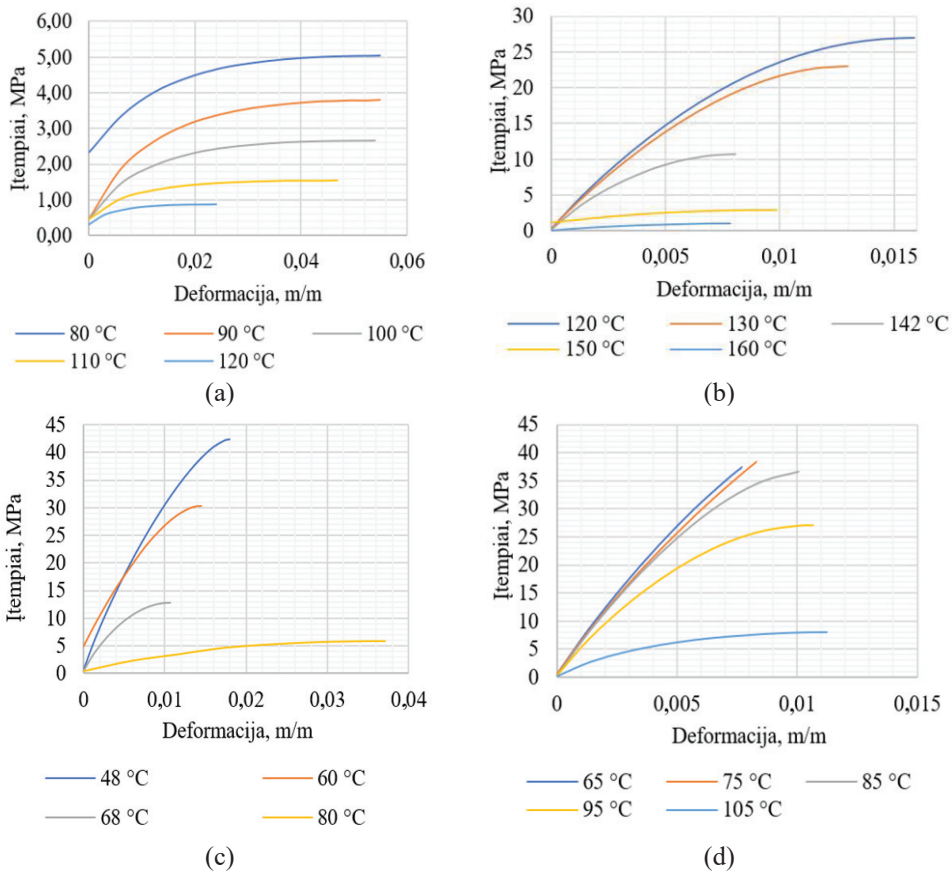 6,00
5,00
4,00
3,00
2,00
1,00
0,00
Įtempiai, MPa
0 0,02 0,04 0,06
Deformacija, m/m
80 °C 90 °C 100 °C
110 °C 120 °C
(a)
30
25
20
15
10
5
0
Įtempiai, MPa
0 0,005 0,01 0,015
Deformacija, m/m
120 °C 130 °C 142 °C
150 °C 160 °C
(b)
45
40
35
30
25
20
15
10
5
0
Įtempiai, MPa
0 0,01 0,02 0,03 0,04
Deformacija, m/m
48 °C 60 °C
68 °C 80 °C
(c)
45
40
35
30
25
20
15
10
5
0
Įtempiai, MPa
0 0,005 0,01 0,015
Deformacija, m/m
65 °C 75 °C 85 °C
95 °C 105 °C
(d)